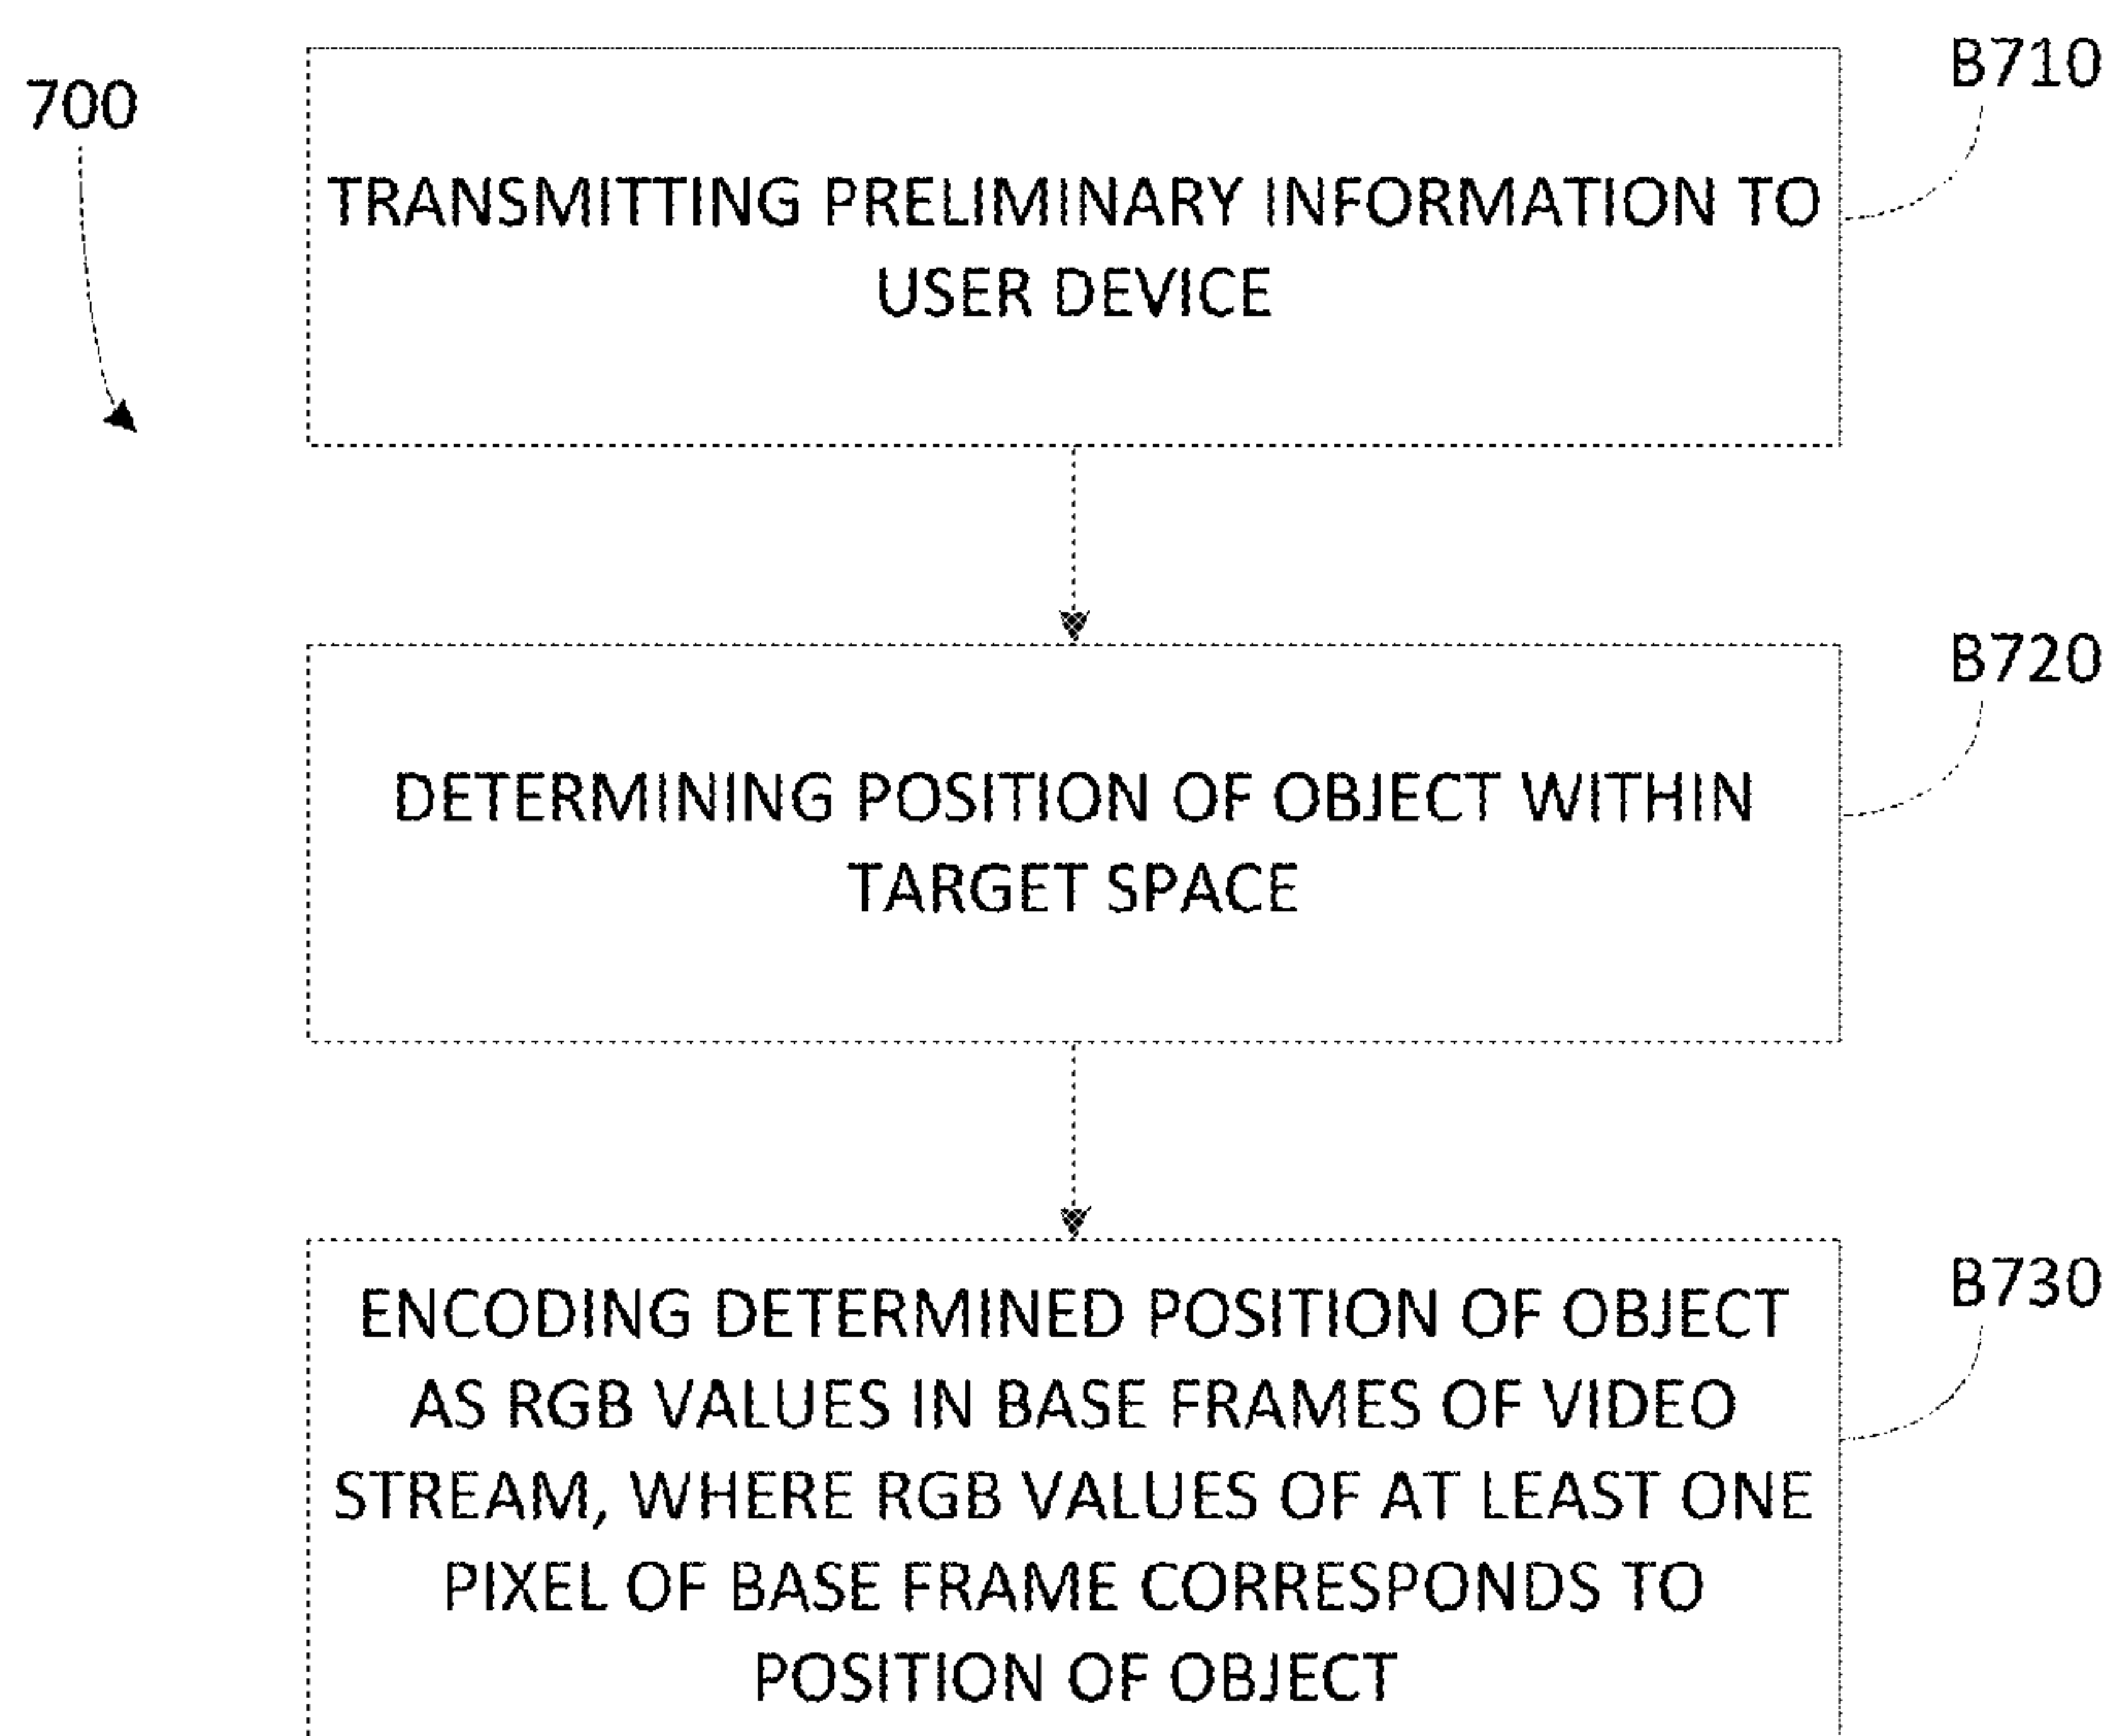 700
B710
TRANSMITTING PRELIMINARY INFORMATION TO
USER DEVICE
B720
DETERMINING POSITION OF OBJECT WITHIN
TARGET SPACE
B730
ENCODING DETERMINED POSITION OF OBJECT
AS RGB VALUES IN BASE FRAMES OF VIDEO
STREAM, WHERE RGB VALUES OF AT LEAST ONE
PIXEL OF BASE FRAME CORRESPONDS TO
POSITION OF OBJECT